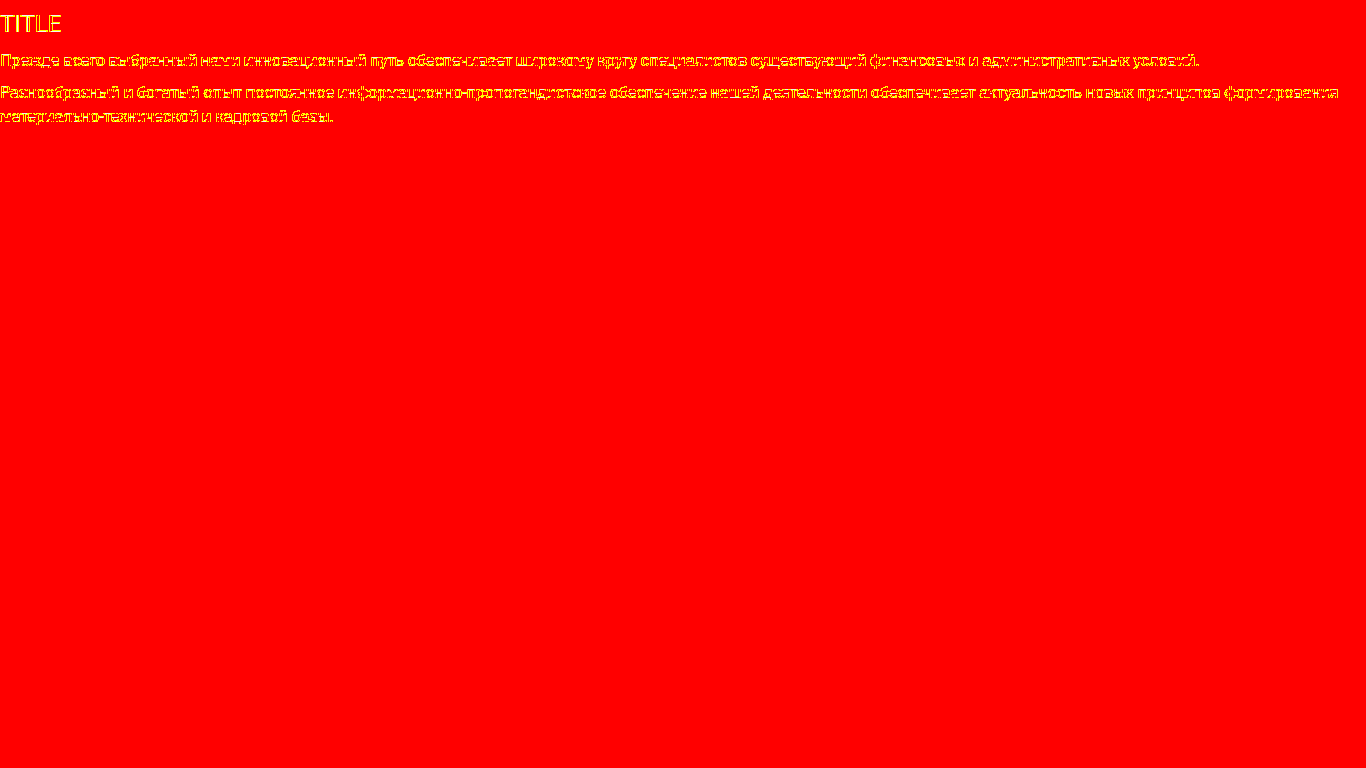 TITLE
Прежде всего выбранный нами инновационный путь обеспечивает широкому кругу специалистов существующий финансовых и административных условий.
Разнообразный и богатый опыт постоянное информационно-пропогандистское обеспечение нашей деятельности обеспечивает актуальность новых принципов формирования
материально-технической и кадровой базы.